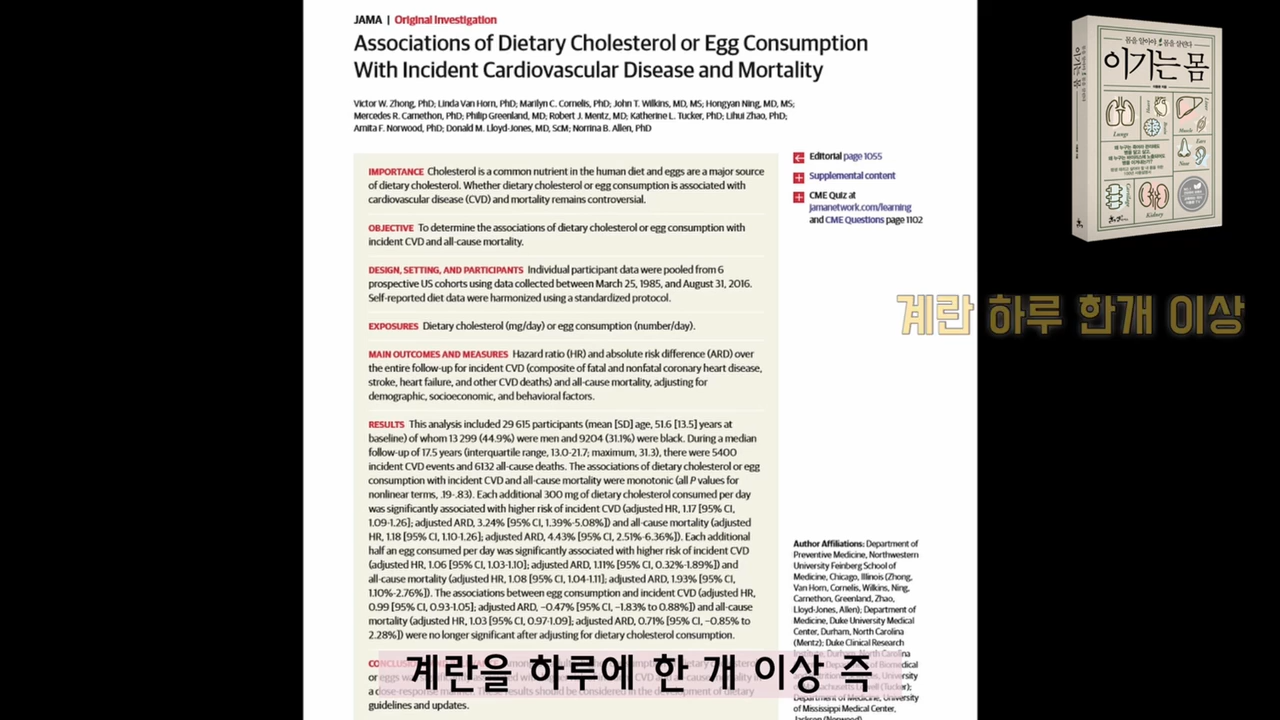 JAMA | Original Investigation
Associations of Dietary Cholesterol or Egg Consumption
With Incident Cardiovascular Disease and Mortality
Victor W. Zhong, PhD; Linda Van Horn, PhD; Marilyn C. Cornelis, PhD; John T. Wilkins, MD, MS; Hongyan Ning, MD, MS;
Mercedes R. Carnethon, PhD; Philip Greenland, MD; Robert J. Mentz, MD; Katherine L. Tucker, PhD; Lihui Zhao, PhD;
Arnita F. Norwood, PhD; Donald M. Lloyd-Jones, MD, ScM; Norrina B. Allen, PhD
IMPORTANCE Cholesterol is a common nutrient in the human diet and eggs are a major source
of dietary cholesterol. Whether dietary cholesterol or egg consumption is associated with
cardiovascular disease (CVD) and mortality remains controversial.
OBJECTIVE To determine the associations of dietary cholesterol or egg consumption with
incident CVD and all-cause mortality.
DESIGN, SETTING, AND PARTICIPANTS Individual participant data were pooled from 6
prospective US cohorts using data collected between March 25, 1985, and August 31, 2016.
Self-reported diet data were harmonized using a standardized protocol.
EXPOSURES Dietary cholesterol (mg/day) or egg consumption (number/day).
MAIN OUTCOMES AND MEASURES Hazard ratio (HR) and absolute risk difference (ARD) over
the entire follow-up for incident CVD (composite of fatal and nonfatal coronary heart disease,
stroke, heart failure, and other CVD deaths) and all-cause mortality, adjusting for
demographic, socioeconomic, and behavioral factors.
RESULTS This analysis included 29 615 participants (mean [SD] age, 51.6 [13.5] years at
baseline) of whom 13 299 (44.9%) were men and 9204 (31.1%) were black. During a median
follow-up of 17.5 years (interquartile range, 13.0-21.7; maximum, 31.3), there were 5400
incident CVD events and 6132 all-cause deaths. The associations of dietary cholesterol or egg
consumption with incident CVD and all-cause mortality were monotonic (all P values for
nonlinear terms, .19-.83). Each additional 300 mg of dietary cholesterol consumed per day
was significantly associated with higher risk of incident CVD (adjusted HR, 1.17 [95% CI,
1.09-1.26]; adjusted ARD, 3.24% [95% CI, 1.39%-5.08%]) and all-cause mortality (adjusted
HR, 1.18 [95% CI, 1.10-1.26]; adjusted ARD, 4.43% [95% CI, 2.51%-6.36%]). Each additional
half an egg consumed per day was significantly associated with higher risk of incident CVD
(adjusted HR, 1.06 [95% CI, 1.03-1.10]; adjusted ARD, 1.11% [95% CI, 0.32%-1.89%]) and
all-cause mortality (adjusted HR, 1.08 [95% CI, 1.04-1.11]; adjusted ARD, 1.93% [95% CI,
1.10%-2.76%]). The associations between egg consumption and incident CVD (adjusted HR,
0.99 [95% CI, 0.93-1.05]; adjusted ARD, −0.47% [95% CI, −1.83% to 0.88%]) and all-cause
mortality (adjusted HR, 1.03 [95% CI, 0.97-1.09]; adjusted ARD, 0.71% [95% CI, −0.85% to
2.28%]) were no longer significant after adjusting for dietary cholesterol consumption.
guidelines and updates.
Editorial page 1055
Supplemental content
CME Quiz at
jamanetwork.com/learning
and CME Questions page 1102
Author Affiliations: Department of
Preventive Medicine, Northwestern
University Feinberg School of
Medicine, Chicago, Illinois (Zhong,
Van Horn, Cornelis, Wilkins, Ning,
Carnethon, Greenland, Zhao,
Lloyd-Jones, Allen); Department of
Medicine, Duke University Medical
Center, Durham, North Carolina
(Mentz); Duke Clinical Research
of Mississippi Medical Center,
Jackson (Norwood)
몸을 알아야 몸을 살린다
이기는 몸
Lungs
Liver
Muscle
Brain
Ears
Nose
Cartilage
Kidney
계란 하루 한개 이상
계란을 하루에 한 개 이상 즉